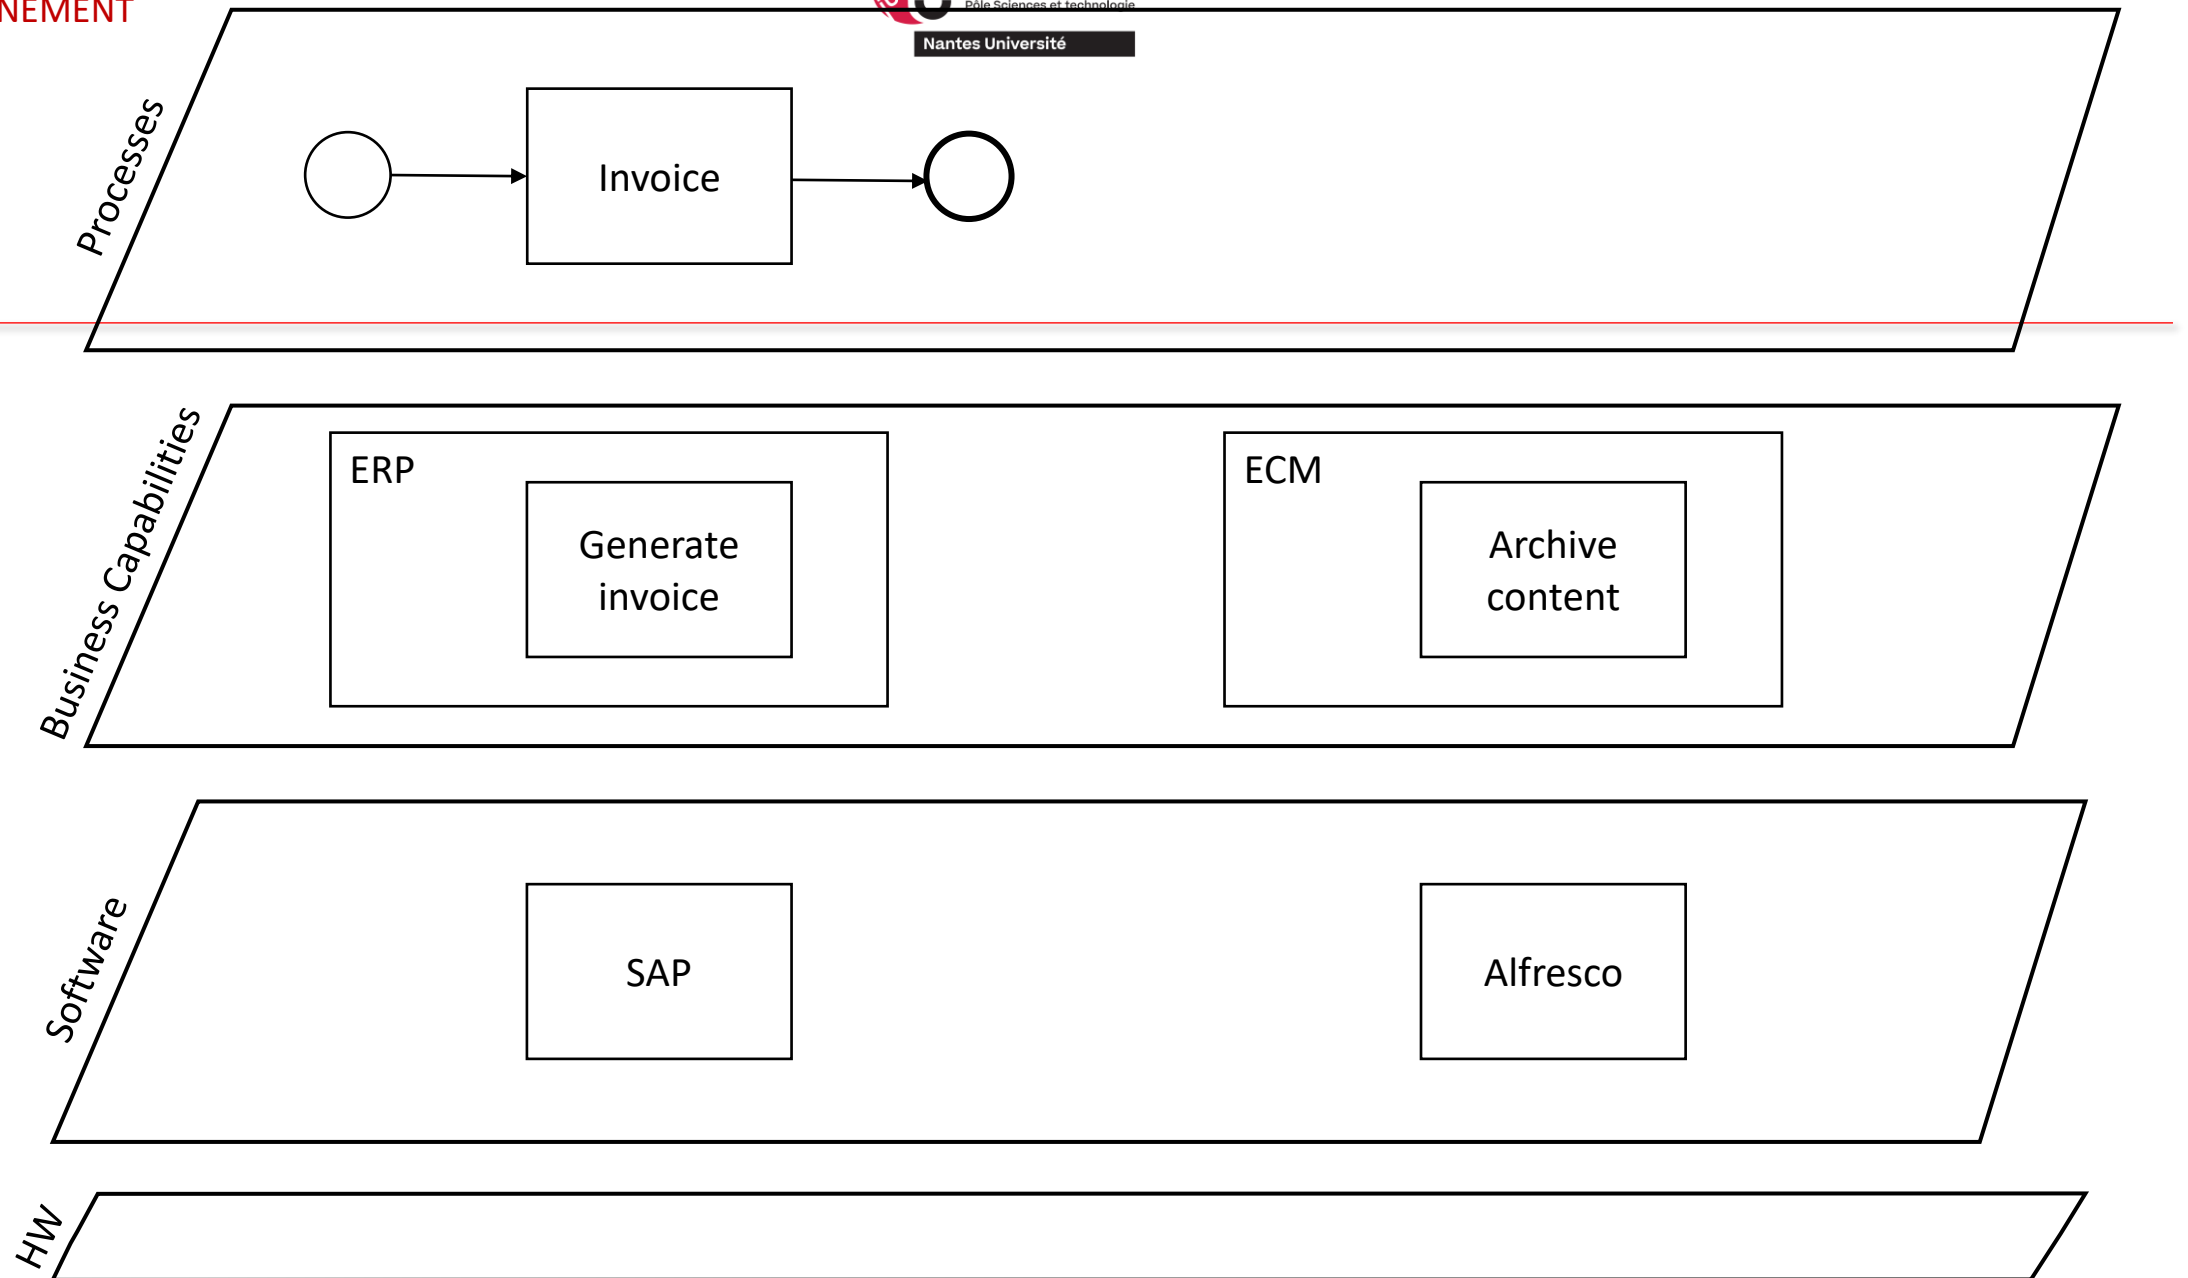 NEMENT
Pôle Sciences et technologie
Nantes Université
Processes
Invoice
Business Capabilities
ERP
Generate
invoice
ECM
Archive
content
Software
SAP
Alfresco
HW